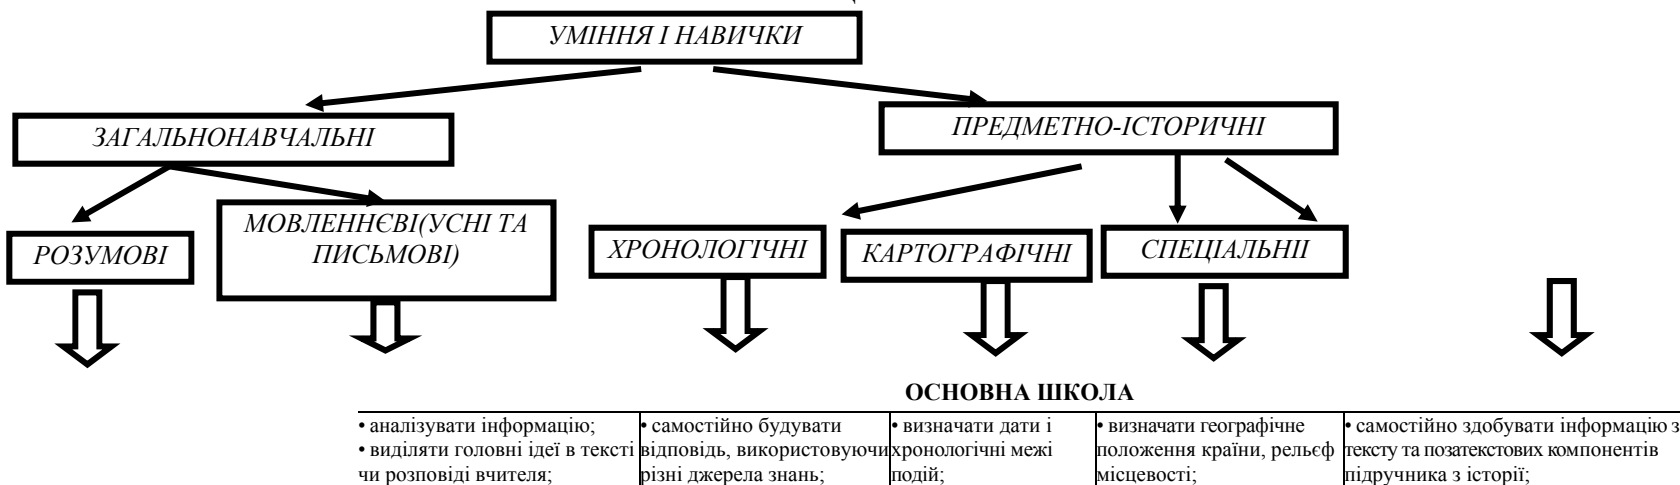 УМІННЯ І НАВИЧКИ
ЗАГАЛЬНОНАВЧАЛЬНІ
ПРЕДМЕТНО-ІСТОРИЧНІ
РОЗУМОВІ
МОВЛЕННЄВІ(УСНІ ТА
ПИСЬМОВІ)
ХРОНОЛОГІЧНІ
КАРТОГРАФІЧНІ
СПЕЦІАЛЬНІІ
ОСНОВНА ШКОЛА
• аналізувати інформацію;
• виділяти головні ідеї в тексті
чи розповіді вчителя;
• самостійно будувати
відповідь, використовуючи
різні джерела знань;
• визначати дати і
хронологічні межі
подій;
• визначати географічне
положення країни, рельєф
місцевості;
• самостійно здобувати інформацію з
тексту та позатекстових компонентів
підручника з історії;